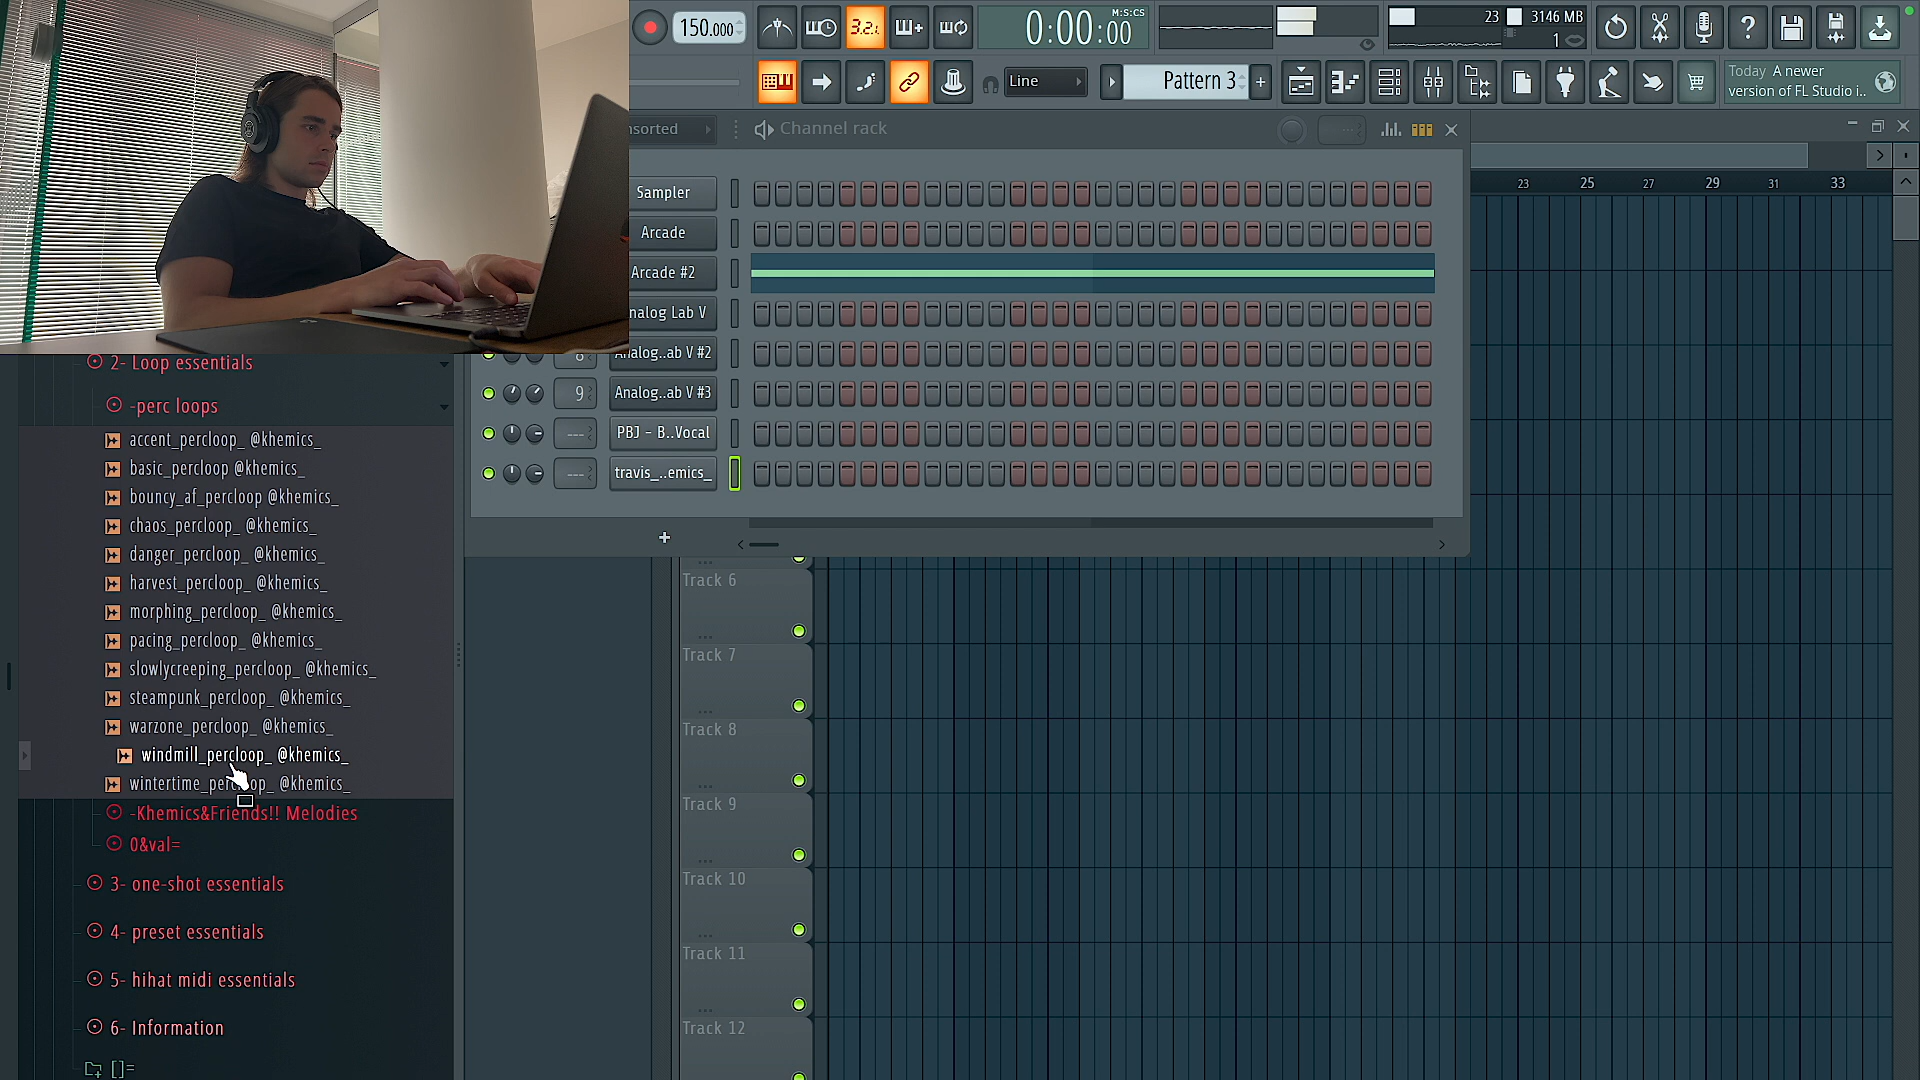 150.000
3.2.1
0:00:00
M:S:CS
23
3146 MB
1
Line
Pattern 3
+
Today A newer
version of FL Studio i..
nsorted
Channel rack
23 25 27 29 31 33
Sampler
Arcade
Arcade #2
nalog Lab V
Analog..ab V #2
9
Analog..ab V #3
---
PBJ - B..Vocal
---
travis_..emics_
+
2- Loop essentials
-perc loops
accent_percloop_ @khemics_
basic_percloop @khemics_
bouncy_af_percloop @khemics_
chaos_percloop_ @khemics_
danger_percloop_ @khemics_
harvest_percloop_ @khemics_
morphing_percloop_ @khemics_
pacing_percloop_ @khemics_
slowlycreeping_percloop_ @khemics_
steampunk_percloop_ @khemics_
warzone_percloop_ @khemics_
windmill_percloop_ @khemics_
wintertime_percloop_ @khemics_
-Khemics&Friends!! Melodies
0&val=
3- one-shot essentials
4- preset essentials
5- hihat midi essentials
6- Information
[]=
Track 6
Track 7
Track 8
Track 9
Track 10
Track 11
Track 12